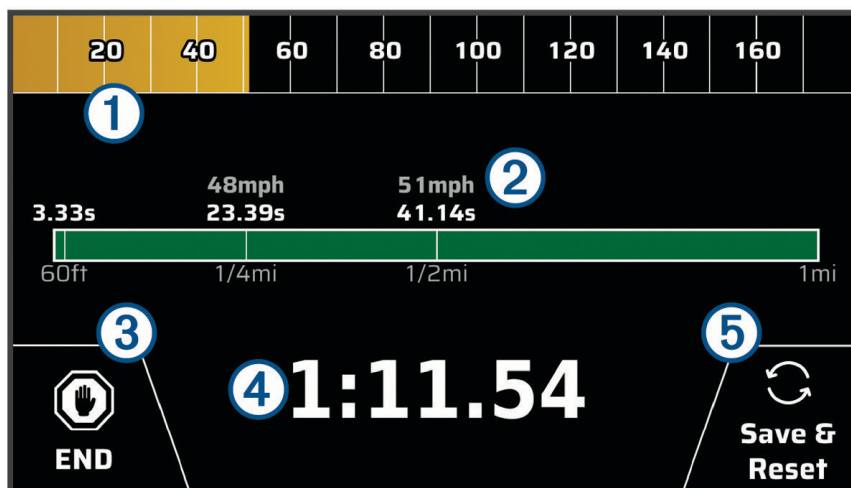 20 40 60 80 100 120 140 160
1
48mph 51mph 2
3.33s 23.39s 41.14s
60ft 1/4mi 1/2mi 1mi
3 5
4 1:11.54
END
Save &
Reset